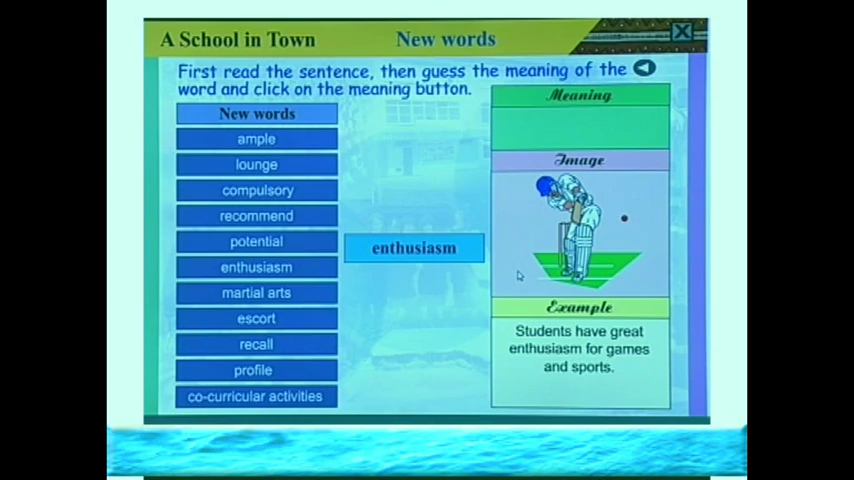 A School in Town
New words
First read the sentence, then guess the meaning of the
word and click on the meaning button.
New words
ample
lounge
compulsory
recommend
potential
enthusiasm
martial arts
escort
recall
profile
co-curricular activities
enthusiasm
Meaning
Image
Example
Students have great
enthusiasm for games
and sports.